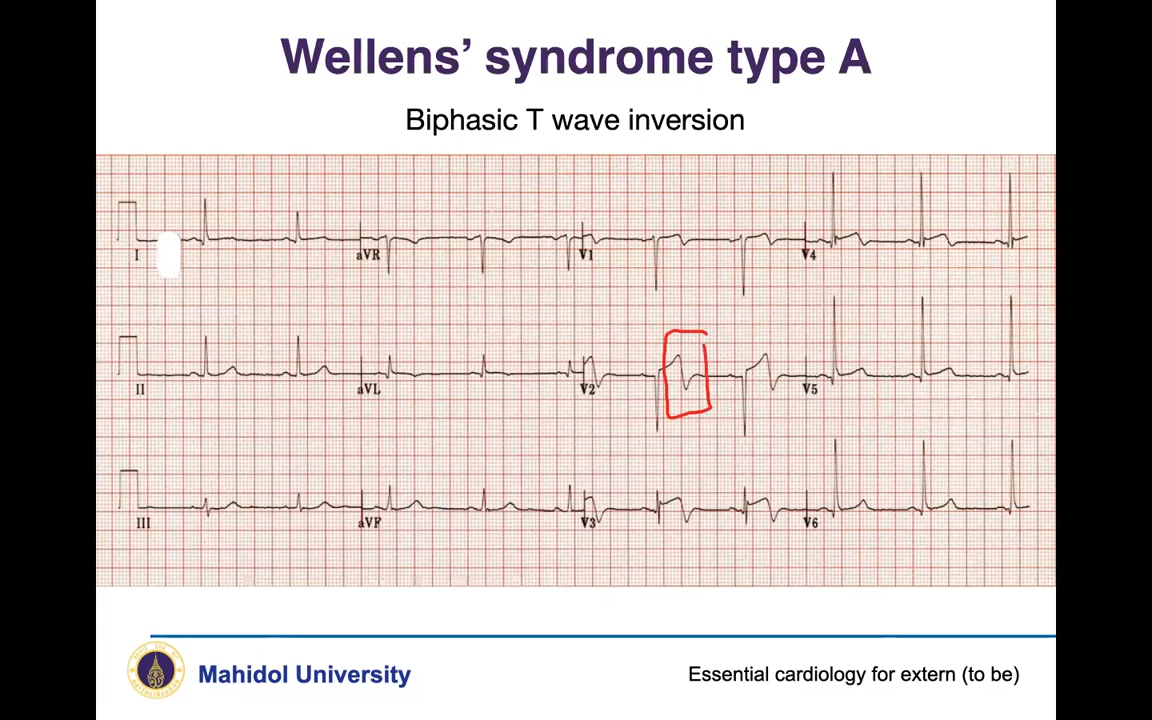 Wellens’ syndrome type A
Biphasic T wave inversion
I aVR V1 V4
II aVL V2 V5
III aVF V3 V6
Mahidol University
Essential cardiology for extern (to be)